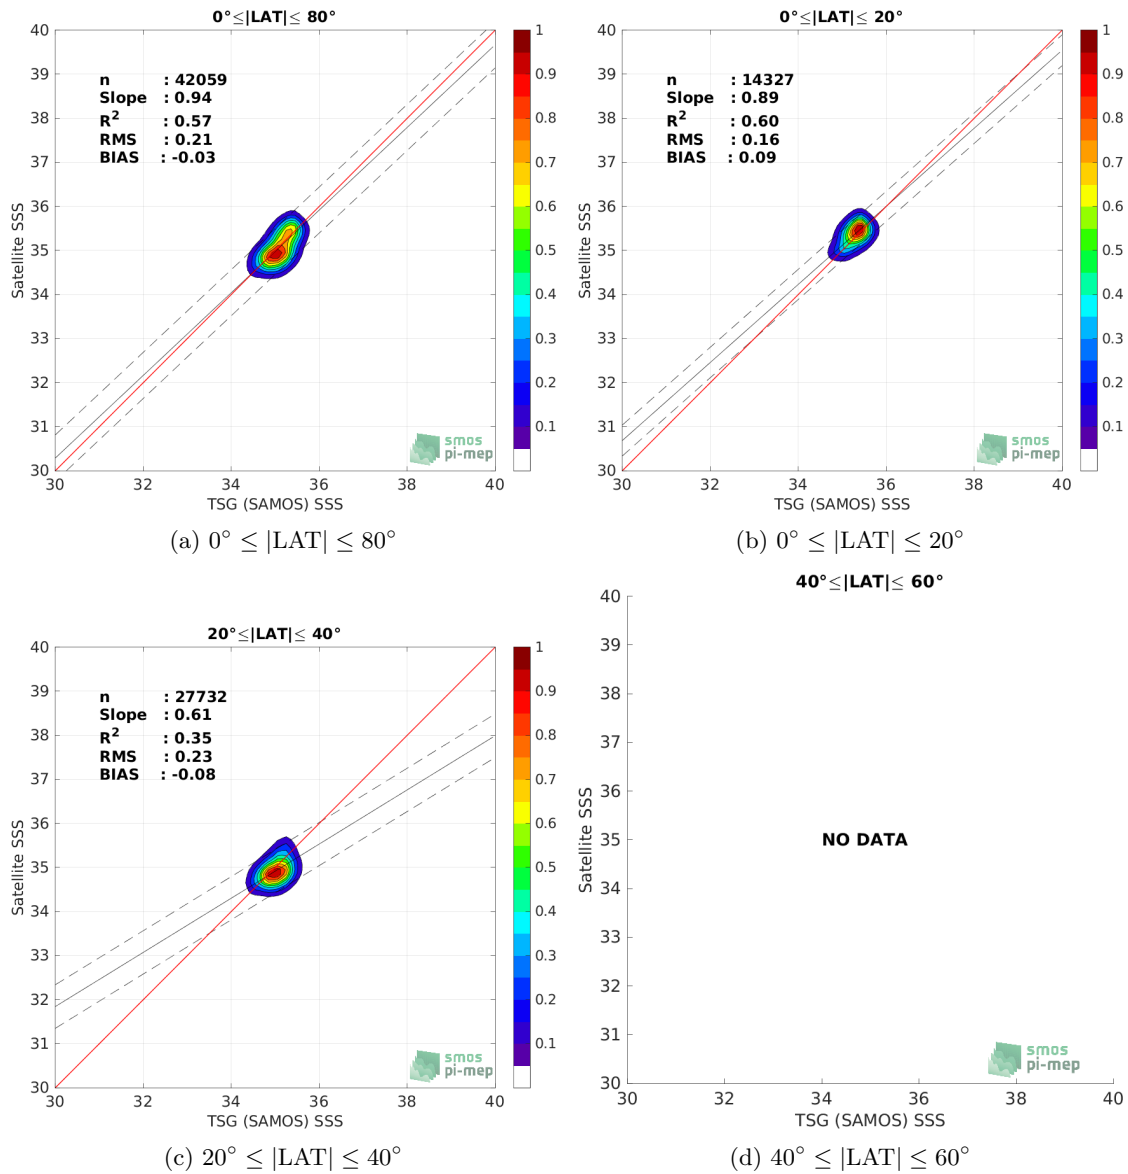 0°≤|LAT|≤ 80°
40
39
38
37
36
35
34
33
32
31
30
Satellite SSS
n : 42059
Slope : 0.94
R2 : 0.57
RMS : 0.21
BIAS : -0.03
smos
pi-mep
30 32 34 36 38 40
TSG (SAMOS) SSS
1
0.9
0.8
0.7
0.6
0.5
0.4
0.3
0.2
0.1
(a) 0° ≤ |LAT| ≤ 80°
0°≤|LAT|≤ 20°
40
39
38
37
36
35
34
33
32
31
30
Satellite SSS
n : 14327
Slope : 0.89
R2 : 0.60
RMS : 0.16
BIAS : 0.09
smos
pi-mep
30 32 34 36 38 40
TSG (SAMOS) SSS
1
0.9
0.8
0.7
0.6
0.5
0.4
0.3
0.2
0.1
(b) 0° ≤ |LAT| ≤ 20°
20°≤|LAT|≤ 40°
40
39
38
37
36
35
34
33
32
31
30
Satellite SSS
n : 27732
Slope : 0.61
R2 : 0.35
RMS : 0.23
BIAS : -0.08
smos
pi-mep
30 32 34 36 38 40
TSG (SAMOS) SSS
1
0.9
0.8
0.7
0.6
0.5
0.4
0.3
0.2
0.1
(c) 20° ≤ |LAT| ≤ 40°
40°≤|LAT|≤ 60°
40
39
38
37
36
35
34
33
32
31
30
Satellite SSS
NO DATA
smos
pi-mep
30 32 34 36 38 40
TSG (SAMOS) SSS
(d) 40° ≤ |LAT| ≤ 60°